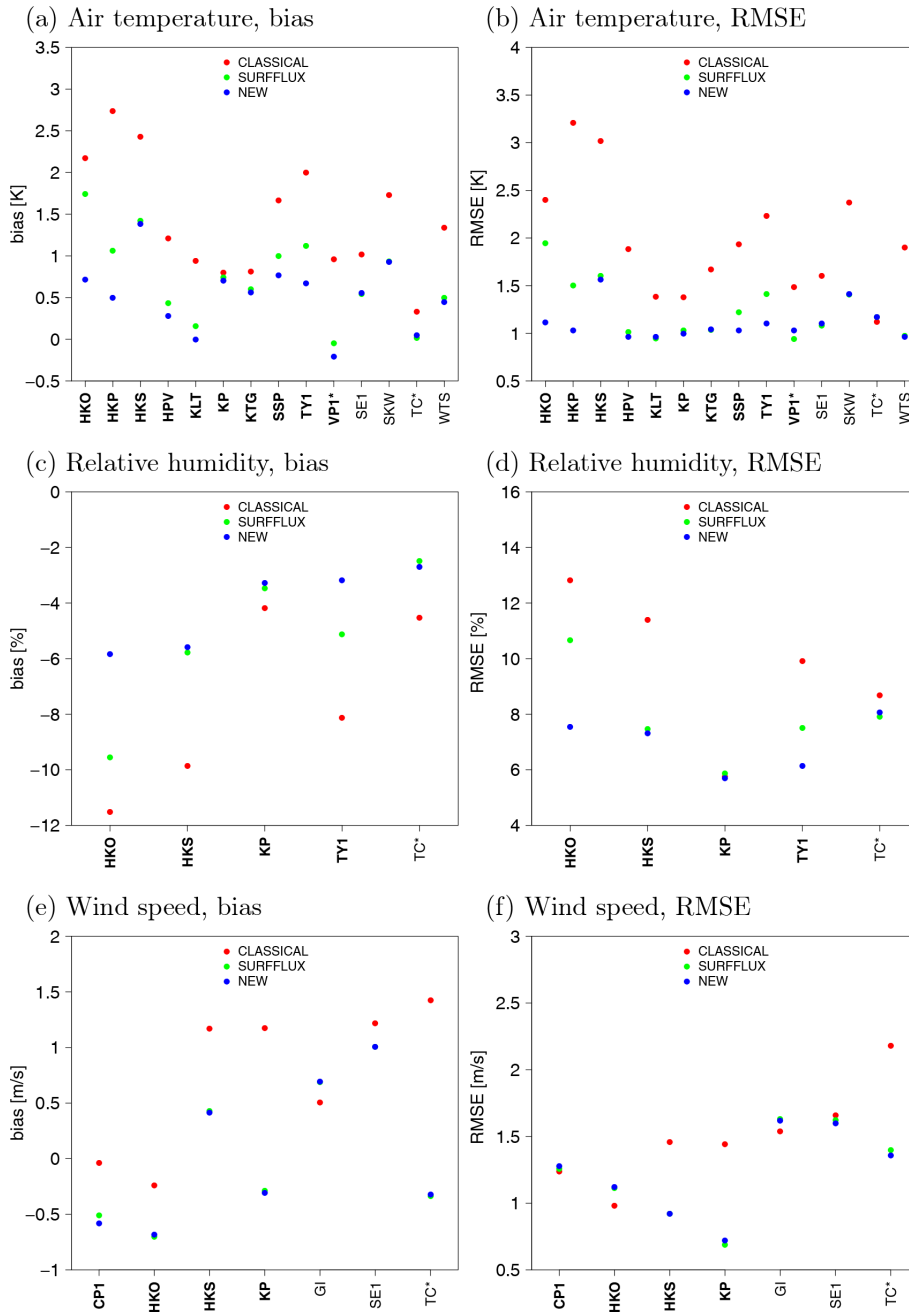 (a) Air temperature, bias
3.5
3
2.5
2
1.5
1
0.5
0
−0.5
bias [K]
CLASSICAL
SURFFLUX
NEW
HKO HKP HKS HPV KLT KP KTG SSP TY1 VP1* SE1 SKW TC* WTS
(b) Air temperature, RMSE
4
3.5
3
2.5
2
1.5
1
0.5
RMSE [K]
CLASSICAL
SURFFLUX
NEW
HKO HKP HKS HPV KLT KP KTG SSP TY1 VP1* SE1 SKW TC* WTS
(c) Relative humidity, bias
0
−2
−4
−6
−8
−10
−12
bias [%]
CLASSICAL
SURFFLUX
NEW
HKO HKS KP TY1 TC*
(d) Relative humidity, RMSE
16
14
12
10
8
6
4
RMSE [%]
CLASSICAL
SURFFLUX
NEW
HKO HKS KP TY1 TC*
(e) Wind speed, bias
2
1.5
1
0.5
0
−0.5
−1
bias [m/s]
CLASSICAL
SURFFLUX
NEW
CP1 HKO HKS KP GI SE1 TC*
(f) Wind speed, RMSE
3
2.5
2
1.5
1
0.5
RMSE [m/s]
CLASSICAL
SURFFLUX
NEW
CP1 HKO HKS KP GI SE1 TC*